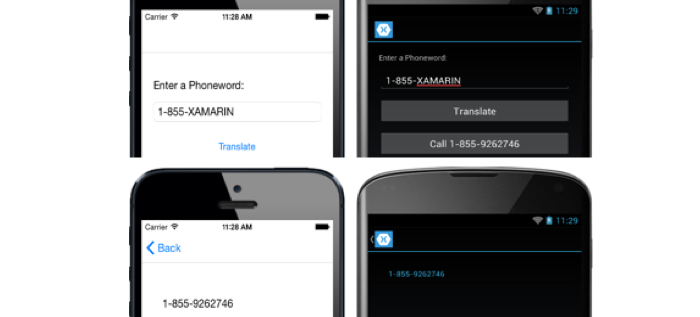 Carrier 11:28 AM
Enter a Phoneword:
1-855-XAMARIN
Translate
11:29
Enter a Phoneword:
1-855-XAMARIN
Translate
Call 1-855-9262746
Carrier 11:28 AM
Back
1-855-9262746
11:29
1-855-9262746